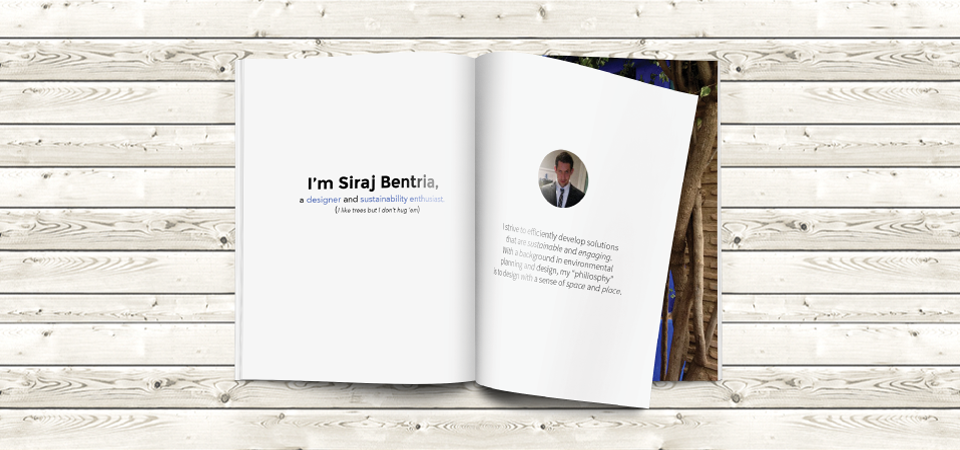 I'm Siraj Bentria,
a designer and sustainability enthusiast.
(I like trees but I don't hug 'em)
I strive to efficiently develop solutions
that are sustainable and engaging.
With a background in environmental
planning and design, my "philosphy"
is to design with a sense of space and place.